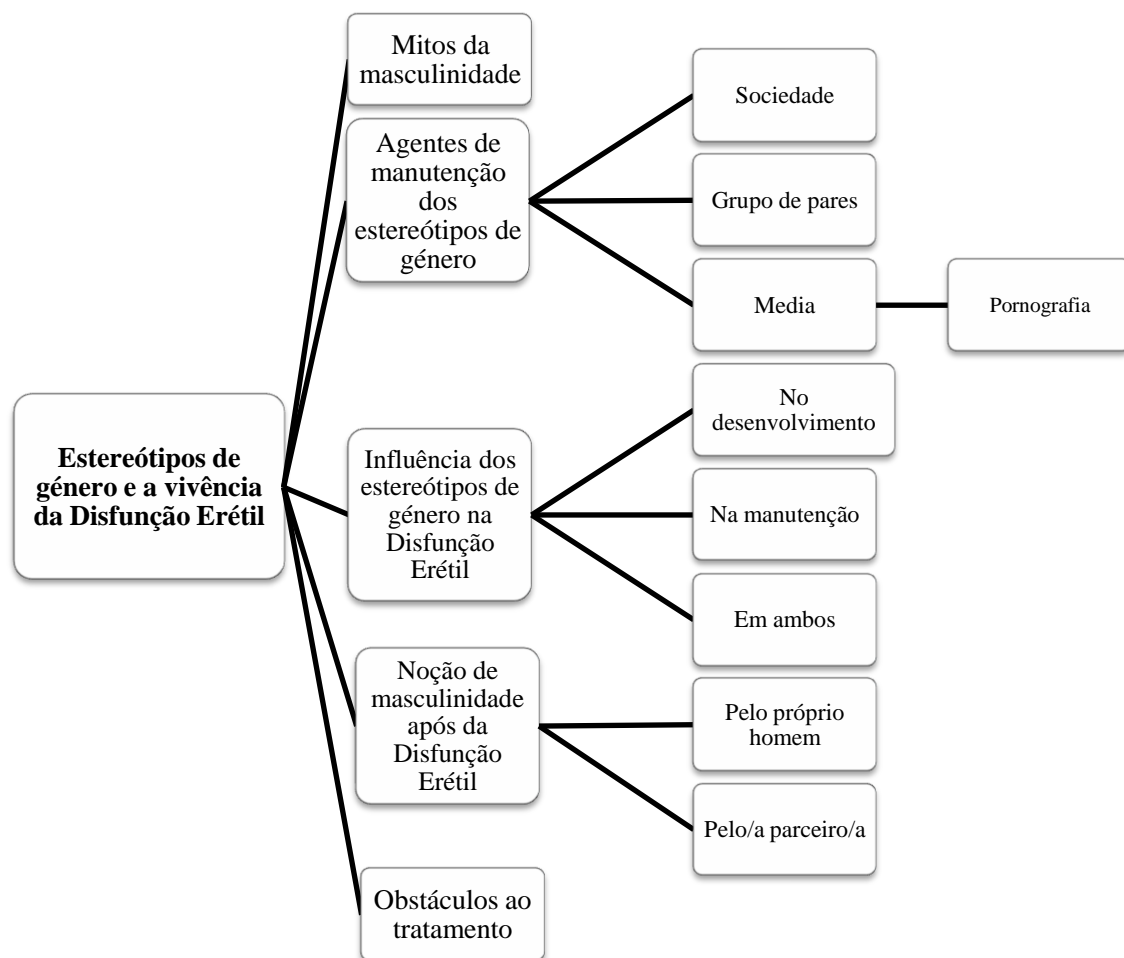 Mitos da
masculinidade
Agentes de
manutenção
dos
estereótipos de
género
Sociedade
Grupo de pares
Media
Pornografia
Estereótipos de
género e a vivência
da Disfunção Erétil
Influência dos
estereótipos de
género na
Disfunção
Erétil
No
desenvolvimento
Na manutenção
Em ambos
Noção de
masculinidade
após da
Disfunção
Erétil
Pelo próprio
homem
Pelo/a parceiro/a
Obstáculos ao
tratamento